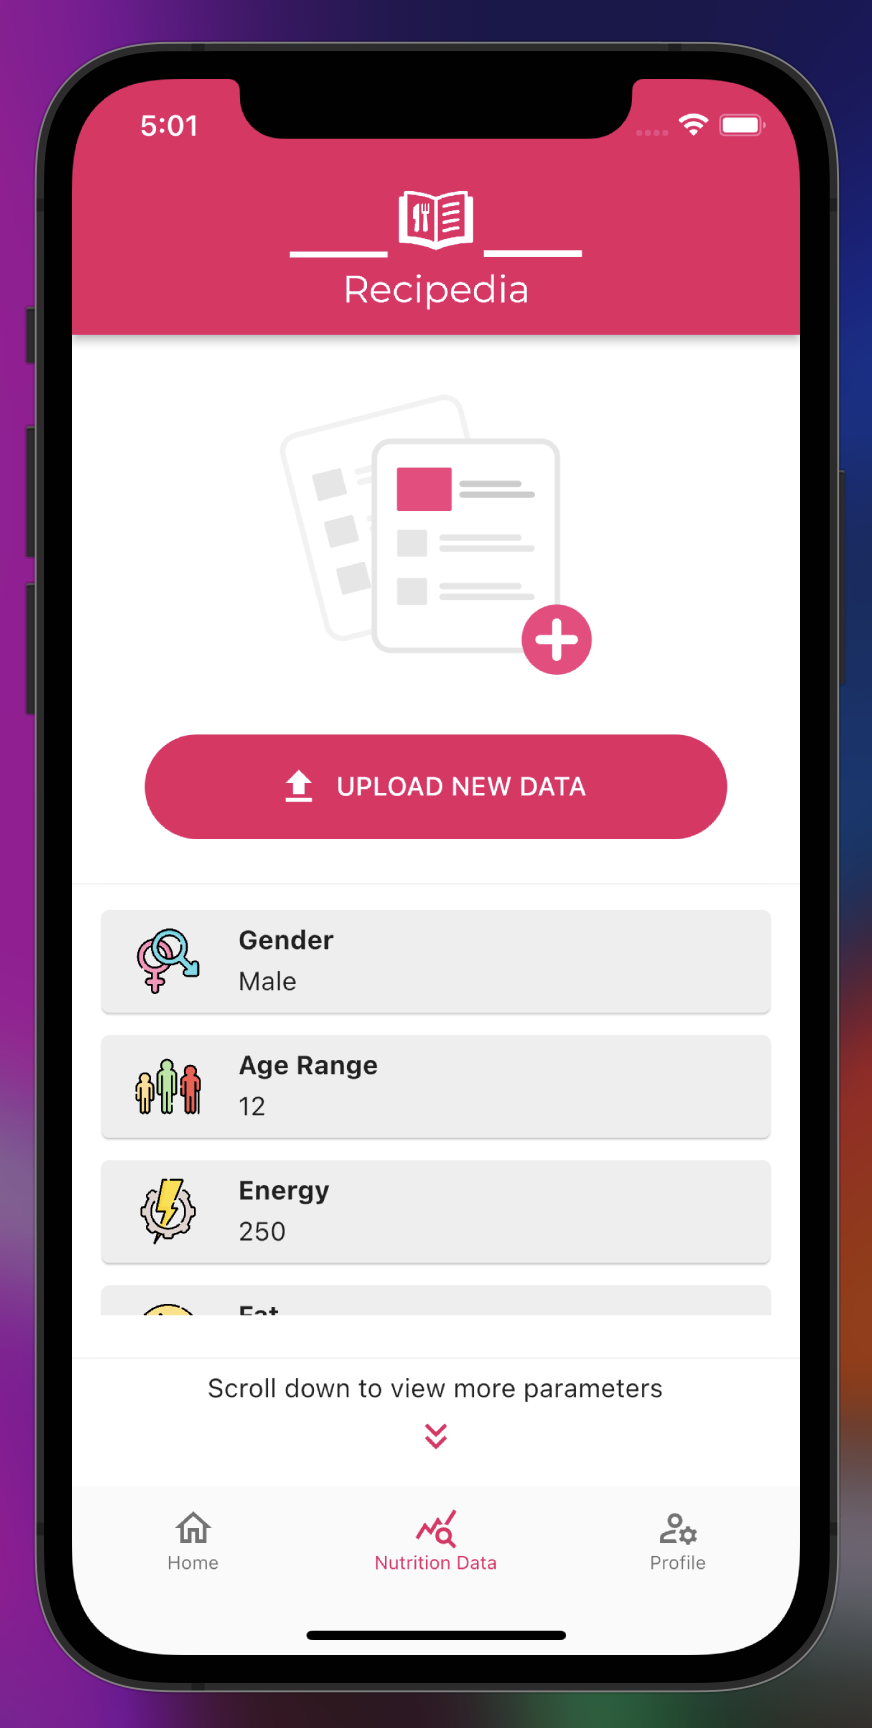 5:01
Recipedia
UPLOAD NEW DATA
Gender
Male
Age Range
12
Energy
250
Fat
Scroll down to view more parameters
Home
Nutrition Data
Profile